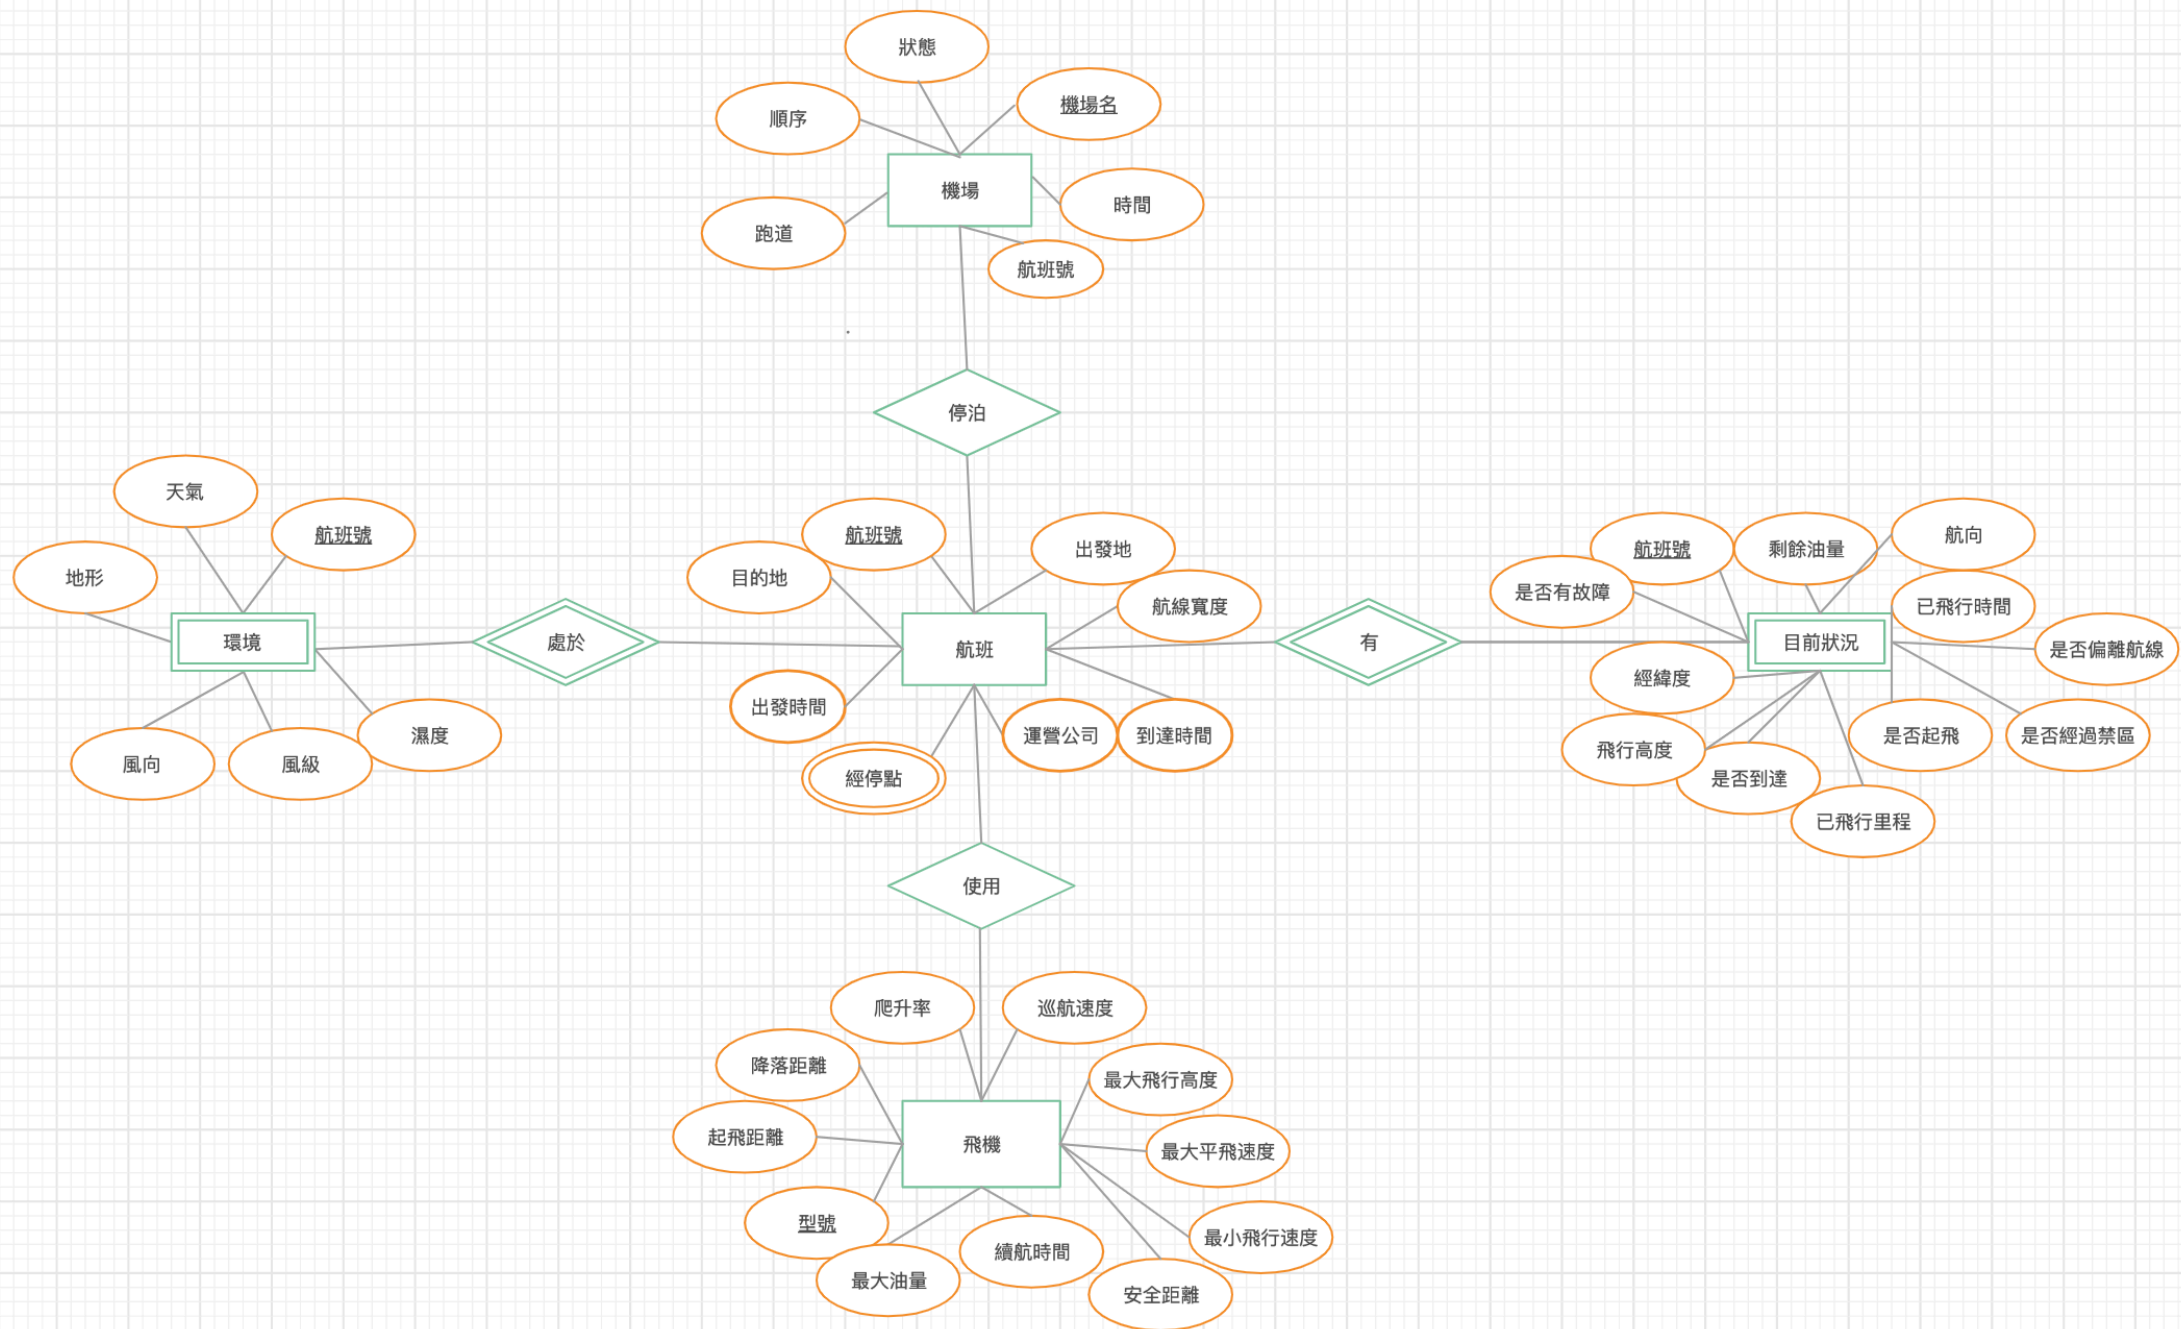 狀態
機場名
順序
機場
時間
跑道
航班號
停泊
天氣
航班號
地形
環境
風向
風級
濕度
處於
航班號
出發地
目的地
航線寬度
航班
出發時間
運營公司
到達時間
經停點
有
航班號
剩餘油量
航向
是否有故障
已飛行時間
目前狀況
是否偏離航線
經緯度
飛行高度
是否起飛
是否經過禁區
是否到達
已飛行里程
使用
爬升率
巡航速度
降落距離
最大飛行高度
起飛距離
飛機
最大平飛速度
型號
最小飛行速度
續航時間
最大油量
安全距離